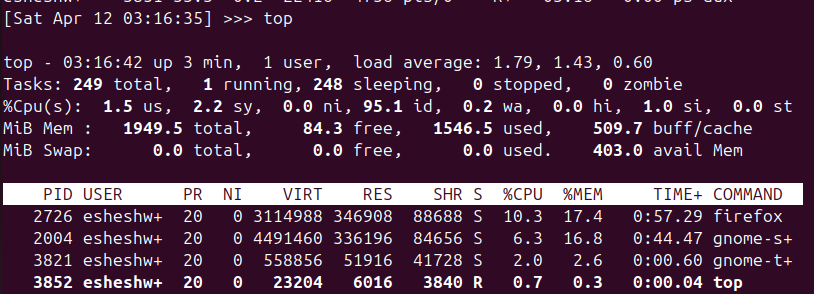 [Sat Apr 12 03:16:35] >>> top
top - 03:16:42 up 3 min,  1 user,  load average: 1.79, 1.43, 0.60
Tasks: 249 total,   1 running, 248 sleeping,   0 stopped,   0 zombie
%Cpu(s):  1.5 us,  2.2 sy,  0.0 ni, 95.1 id,  0.2 wa,  0.0 hi,  1.0 si,  0.0 st
MiB Mem :   1949.5 total,     84.3 free,   1546.5 used,    509.7 buff/cache
MiB Swap:      0.0 total,      0.0 free,      0.0 used.    403.0 avail Mem
PID USER      PR  NI    VIRT    RES    SHR S  %CPU  %MEM     TIME+ COMMAND
2726 esheshw+  20   0 3114988 346908  88688 S  10.3  17.4   0:57.29 firefox
2004 esheshw+  20   0 4491460 336196  84656 S   6.3  16.8   0:44.47 gnome-s+
3821 esheshw+  20   0  558856  51916  41728 S   2.0   2.6   0:00.60 gnome-t+
3852 esheshw+  20   0   23204   6016   3840 R   0.7   0.3   0:00.04 top